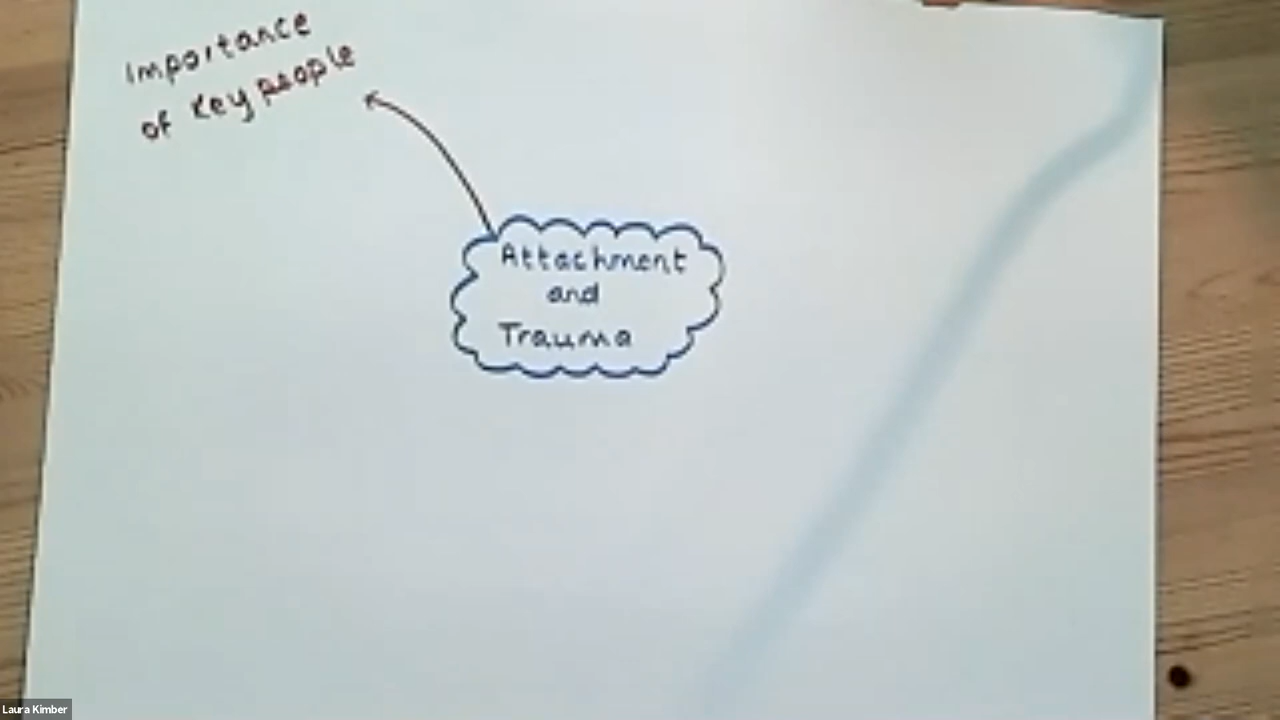 Importance
of Key people
Attachment
and
Trauma
Laura Kimber